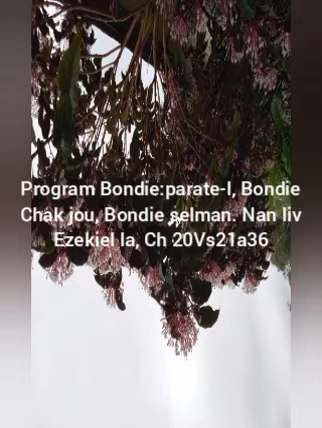 Program Bondie:parate-l, Bondie
Chak jou, Bondie selman. Nan liv
Ezekiel la, Ch 20Vs21a36